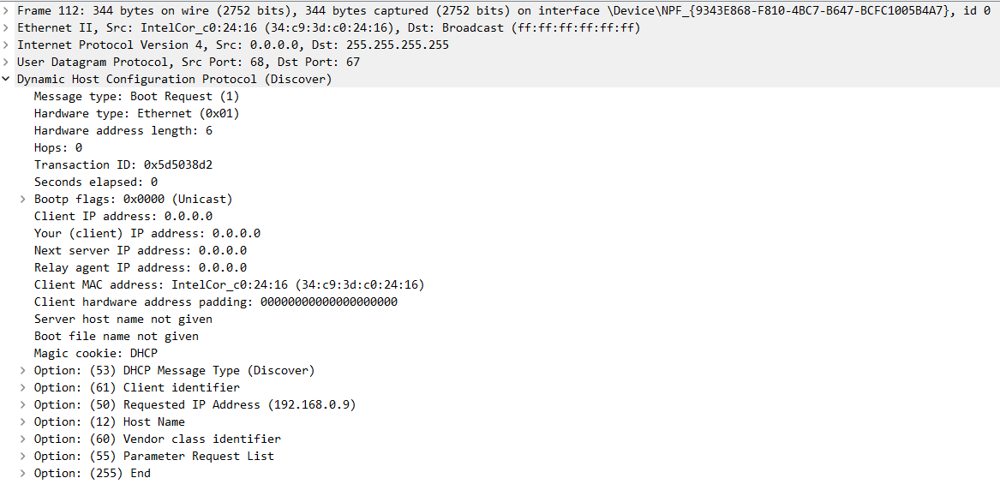 Frame 112: 344 bytes on wire (2752 bits), 344 bytes captured (2752 bits) on interface \Device\NPF_{9343E868-F810-4BC7-B647-BCFC1005B4A7}, id 0
Ethernet II, Src: IntelCor_c0:24:16 (34:c9:3d:c0:24:16), Dst: Broadcast (ff:ff:ff:ff:ff:ff)
Internet Protocol Version 4, Src: 0.0.0.0, Dst: 255.255.255.255
User Datagram Protocol, Src Port: 68, Dst Port: 67
Dynamic Host Configuration Protocol (Discover)
Message type: Boot Request (1)
Hardware type: Ethernet (0x01)
Hardware address length: 6
Hops: 0
Transaction ID: 0x5d5038d2
Seconds elapsed: 0
Bootp flags: 0x0000 (Unicast)
Client IP address: 0.0.0.0
Your (client) IP address: 0.0.0.0
Next server IP address: 0.0.0.0
Relay agent IP address: 0.0.0.0
Client MAC address: IntelCor_c0:24:16 (34:c9:3d:c0:24:16)
Client hardware address padding: 00000000000000000000
Server host name not given
Boot file name not given
Magic cookie: DHCP
Option: (53) DHCP Message Type (Discover)
Option: (61) Client identifier
Option: (50) Requested IP Address (192.168.0.9)
Option: (12) Host Name
Option: (60) Vendor class identifier
Option: (55) Parameter Request List
Option: (255) End